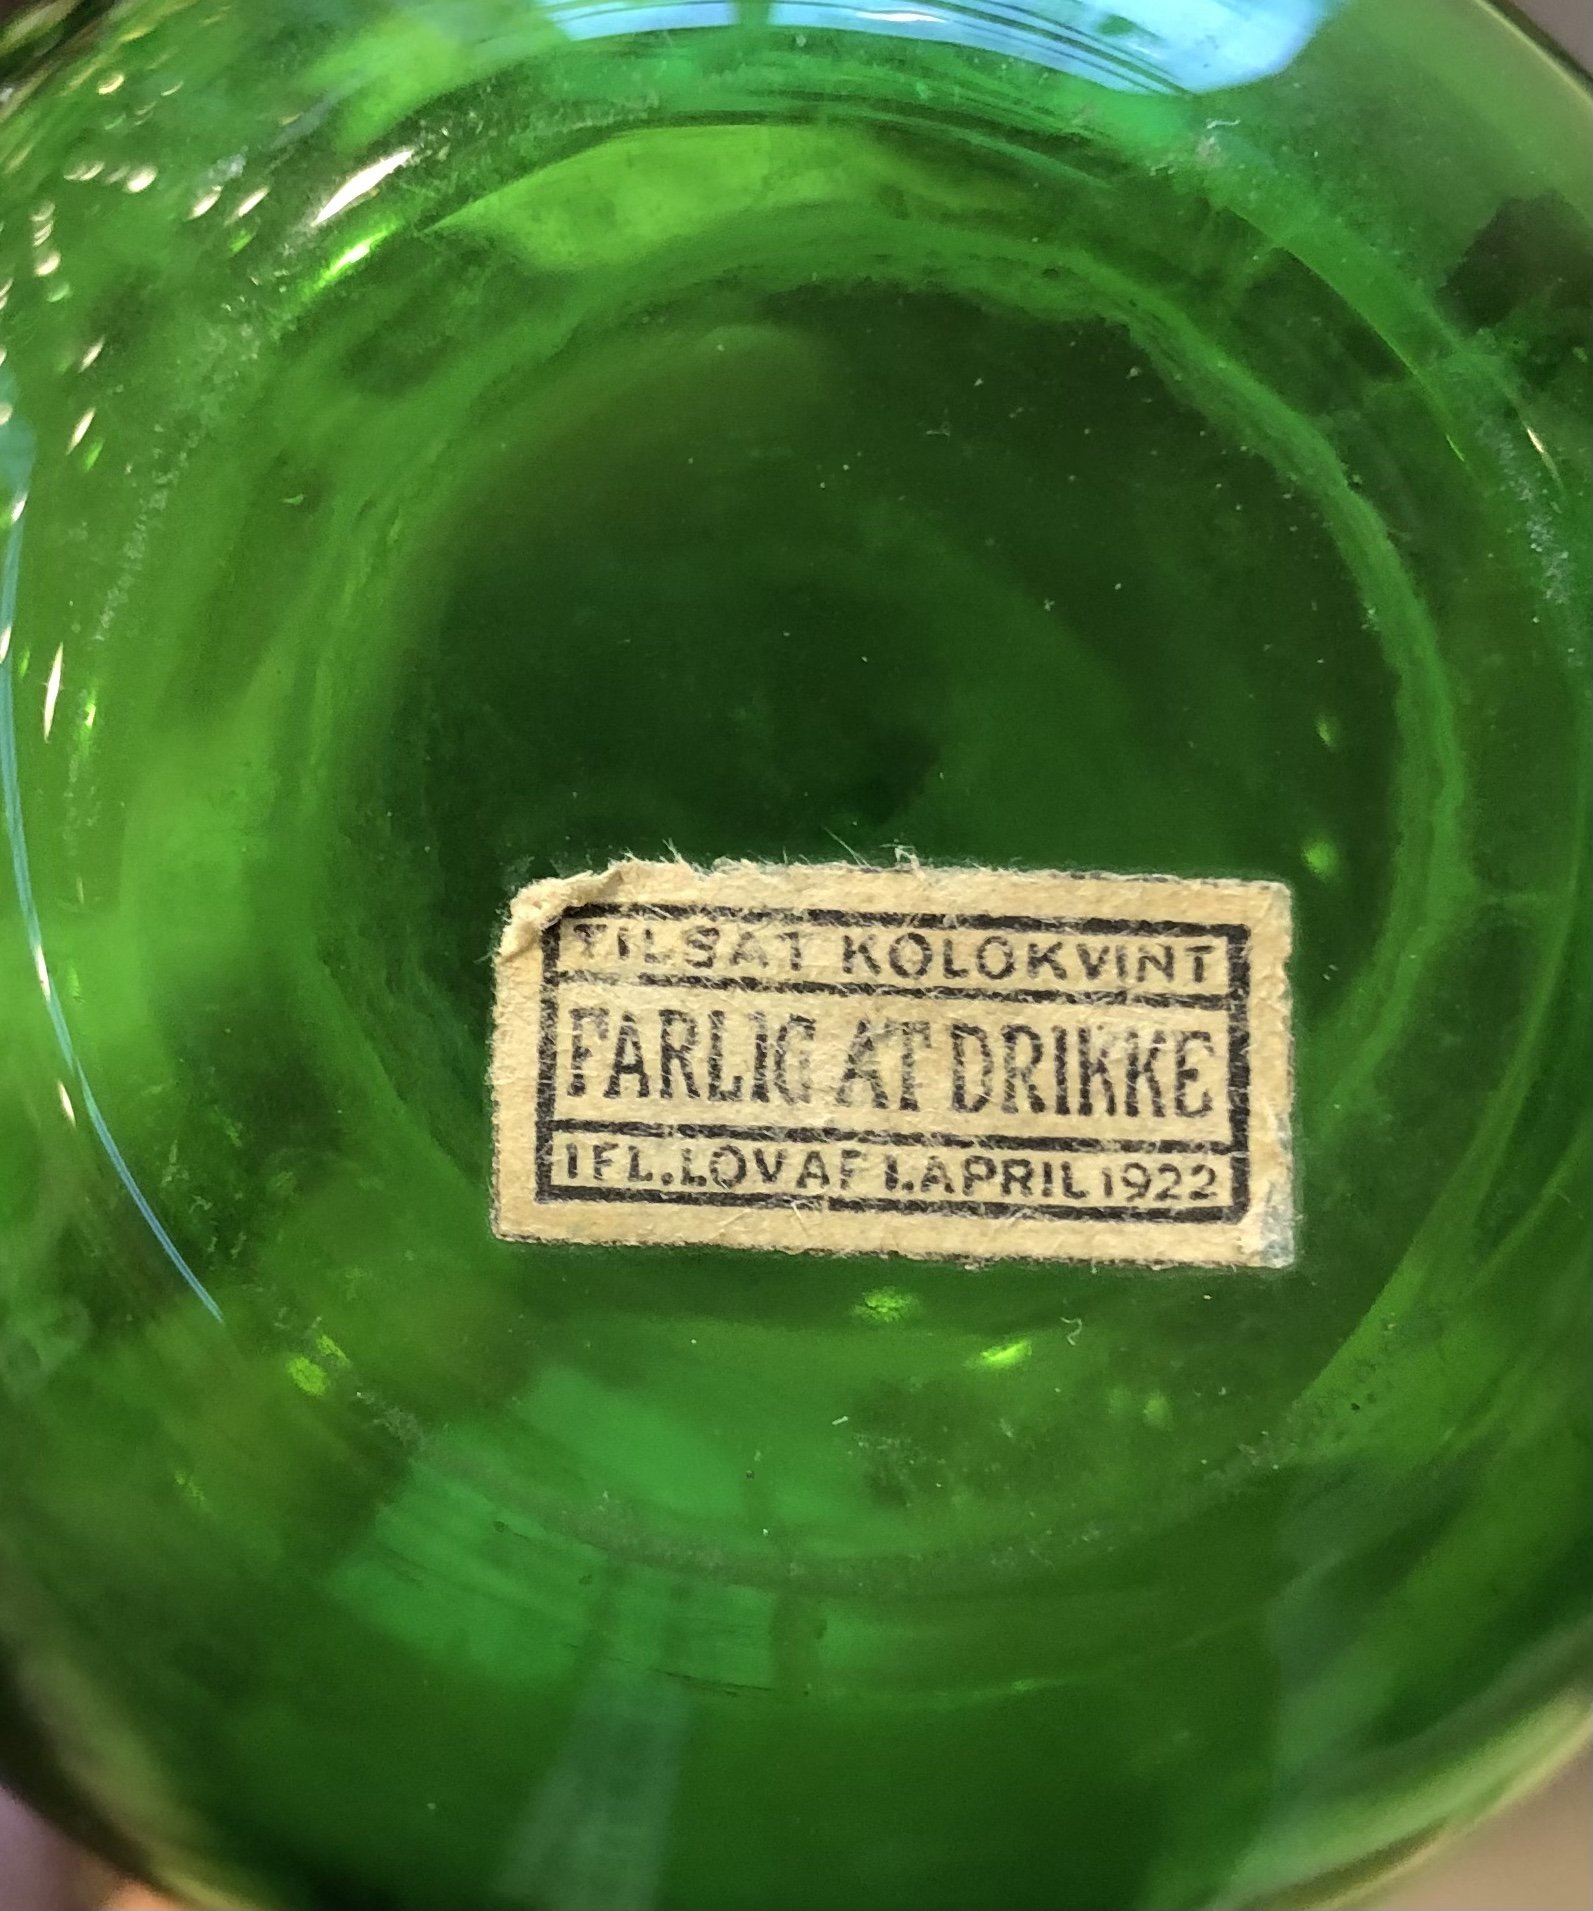 TILSAT KOLOKVINT
FARLIG AT DRIKKE
IFL. LOV AF 1. APRIL 1922